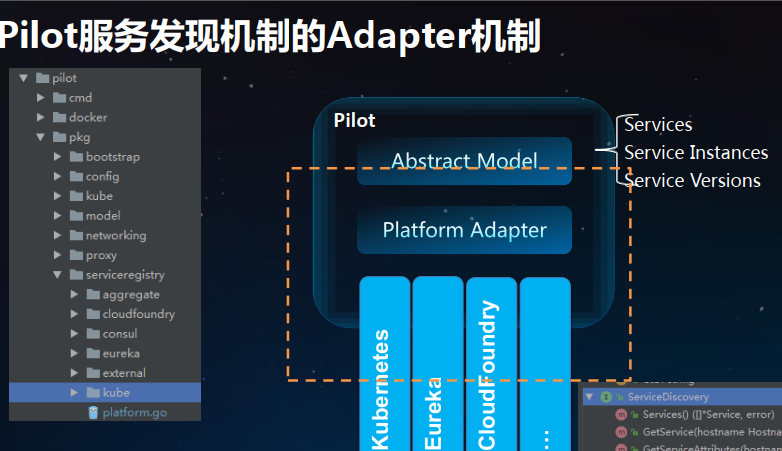 Pilot服务发现机制的Adapter机制
pilot
cmd
docker
pkg
bootstrap
config
kube
model
networking
proxy
serviceregistry
aggregate
cloudfoundry
consul
eureka
external
kube
platform.go
Pilot
Abstract Model
Platform Adapter
Kubernetes
Eureka
CloudFoundry
...
Services
Service Instances
Service Versions
ServiceDiscovery
Services() ([]*Service, error)
GetService(hostname Hostna
GetServiceAttributes(hostnam